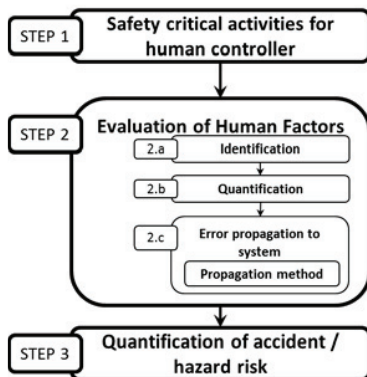 STEP 1
Safety critical activities for
human controller
STEP 2
Evaluation of Human Factors
2.a
Identification
2.b
Quantification
2.c
Error propagation to
system
Propagation method
STEP 3
Quantification of accident /
hazard risk